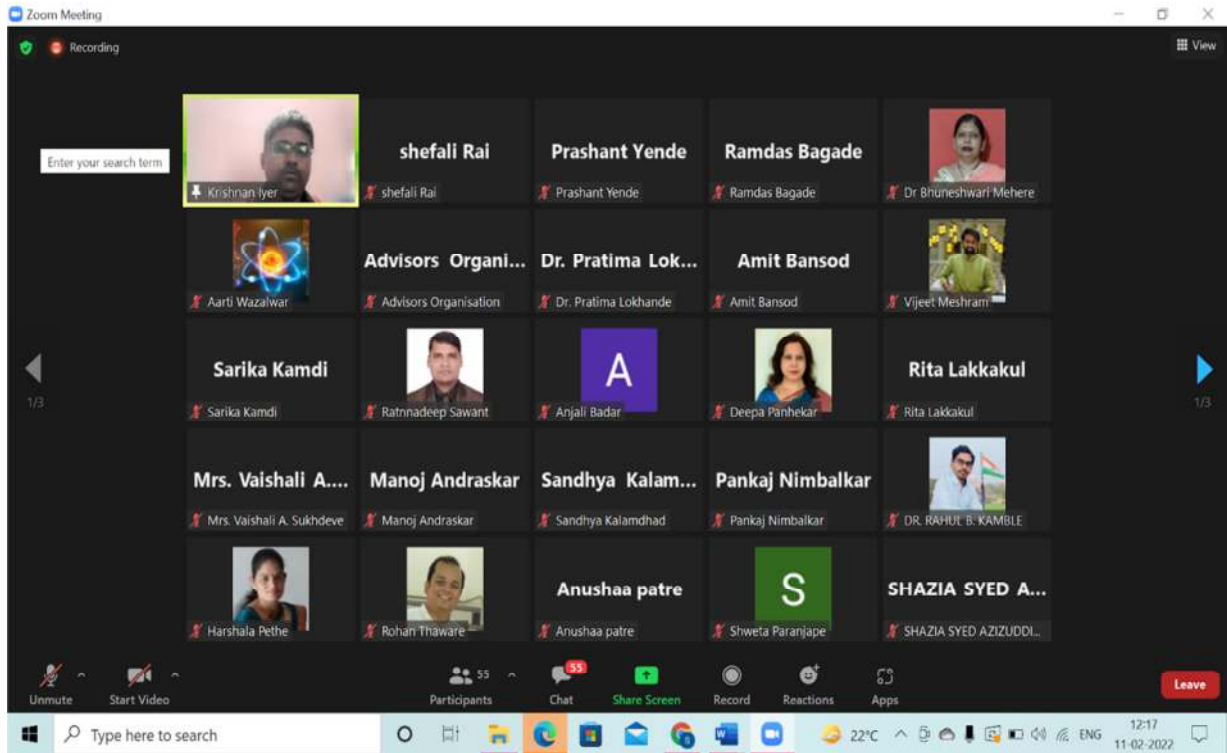 Zoom Meeting
Recording
View
Enter your search term
Krishnan Iyer
shefali Rai
shefali Rai
Prashant Yende
Prashant Yende
Ramdas Bagade
Ramdas Bagade
Dr Bhuneshwari Mehere
Aarti Wazalwar
Advisors Organi...
Advisors Organisation
Dr. Pratima Lok...
Dr. Pratima Lokhande
Amit Bansod
Amit Bansod
Vijeet Meshram
Sarika Kamdi
Sarika Kamdi
Ratnnadeep Sawant
A
Anjali Badar
Deepa Panhekar
Rita Lakkakul
Rita Lakkakul
1/3
1/3
Mrs. Vaishali A....
Mrs. Vaishali A. Sukhdeve
Manoj Andraskar
Manoj Andraskar
Sandhya Kalam...
Sandhya Kalamdhad
Pankaj Nimbalkar
Pankaj Nimbalkar
DR. RAHUL B. KAMBLE
Harshala Pethe
Rohan Thaware
Anushaa patre
Anushaa patre
S
Shweta Paranjape
SHAZIA SYED A...
SHAZIA SYED AZIZUDDI...
Unmute
Start Video
55
Participants
55
Chat
Share Screen
Record
Reactions
Apps
Leave
Type here to search
22°C
ENG
12:17
11-02-2022